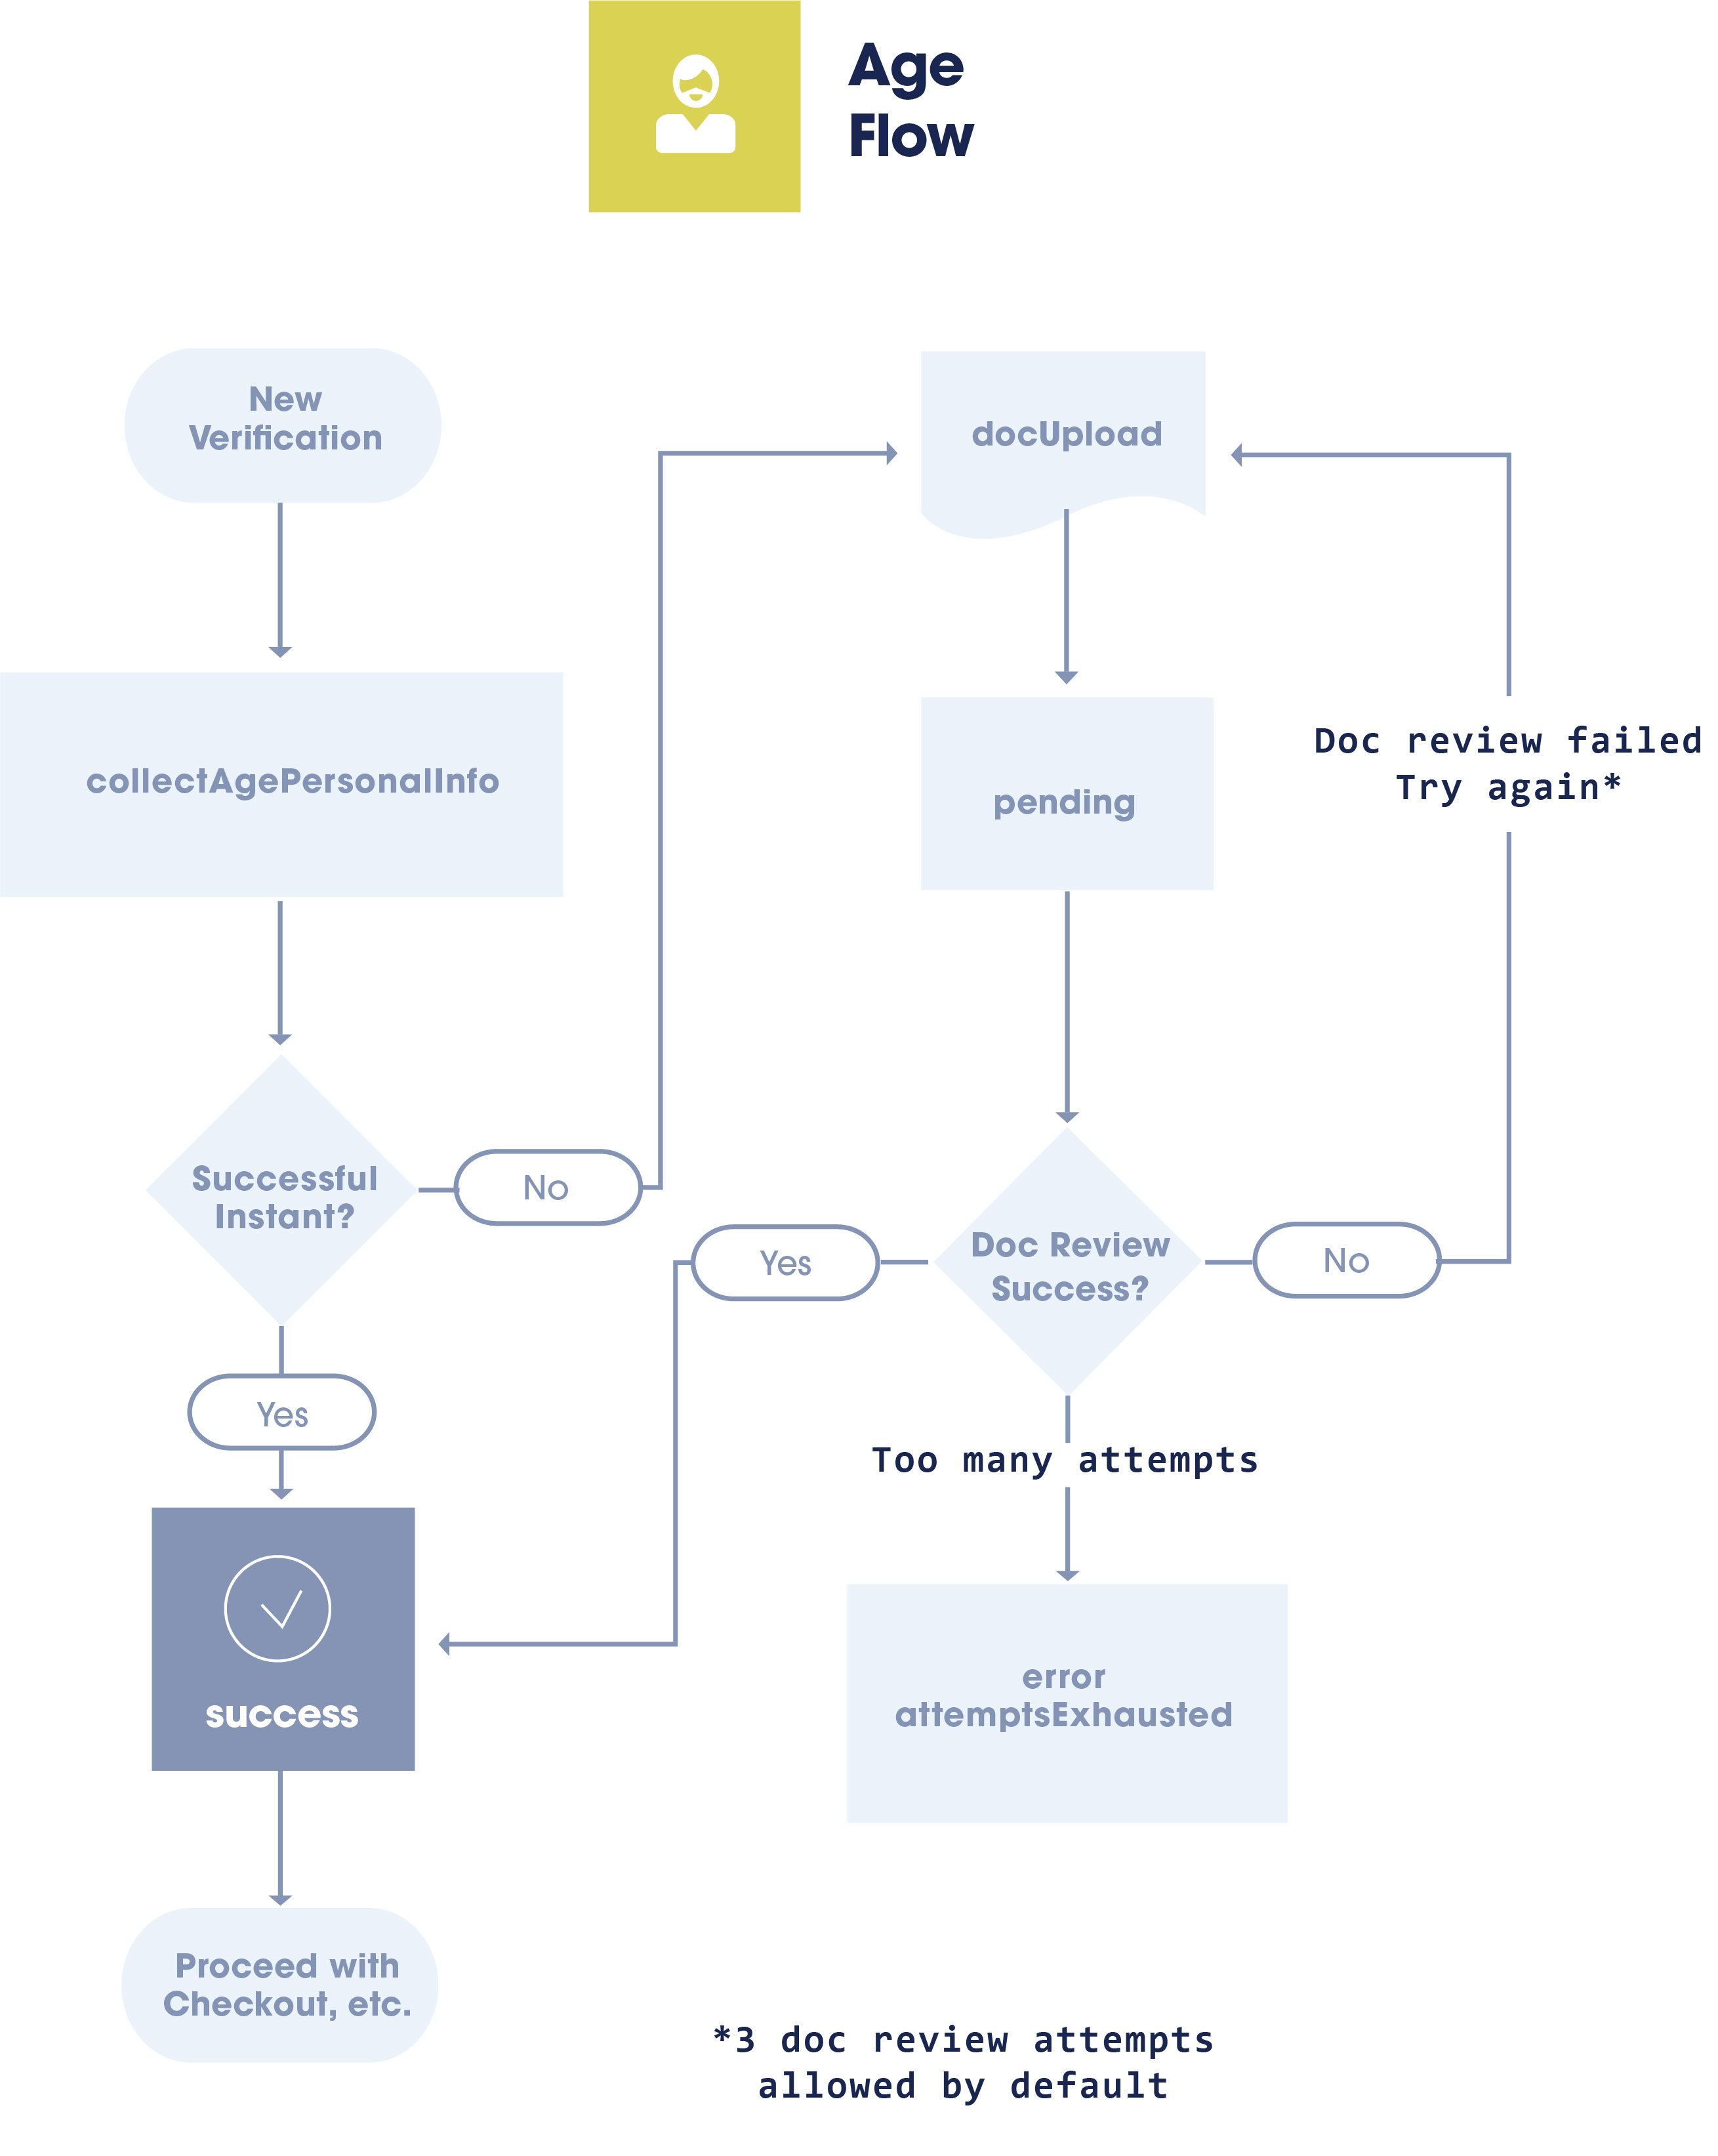 Age
Flow
New
Verification
docUpload
collectAgePersonalInfo
pending
Doc review failed
Try again*
Successful
Instant?
No
Yes
Doc Review
Success?
No
Yes
Too many attempts
success
error
attemptsExhausted
Proceed with
Checkout, etc.
*3 doc review attempts
allowed by default